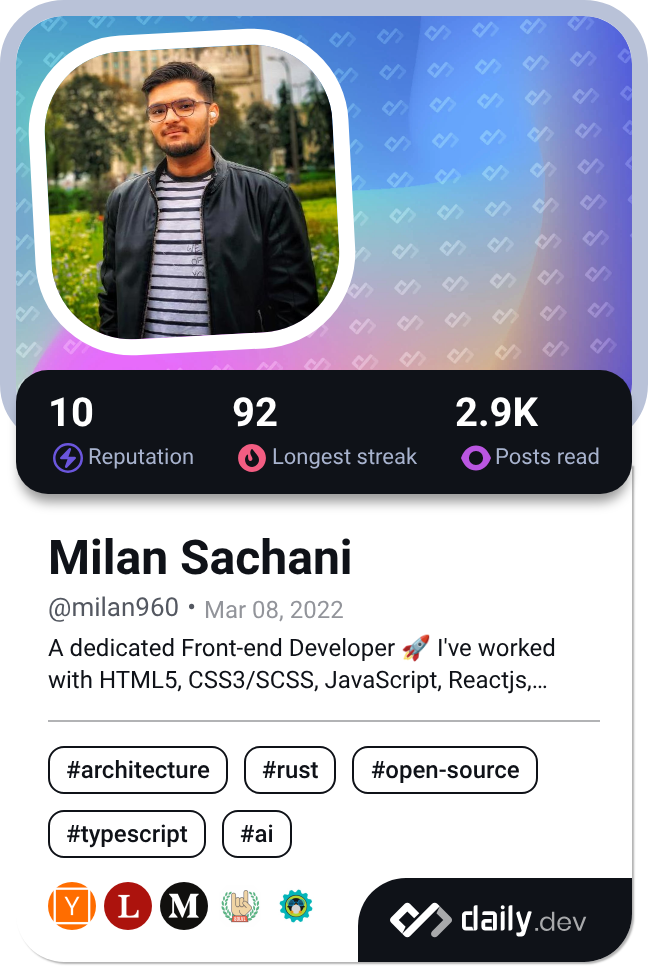 10 92 2.9K
Reputation Longest streak Posts read
Milan Sachani
@milan960 • Mar 08, 2022
A dedicated Front-end Developer 🚀 I've worked
with HTML5, CSS3/SCSS, JavaScript, Reactjs,...
#architecture #rust #open-source
#typescript #ai
Y L M
daily.dev